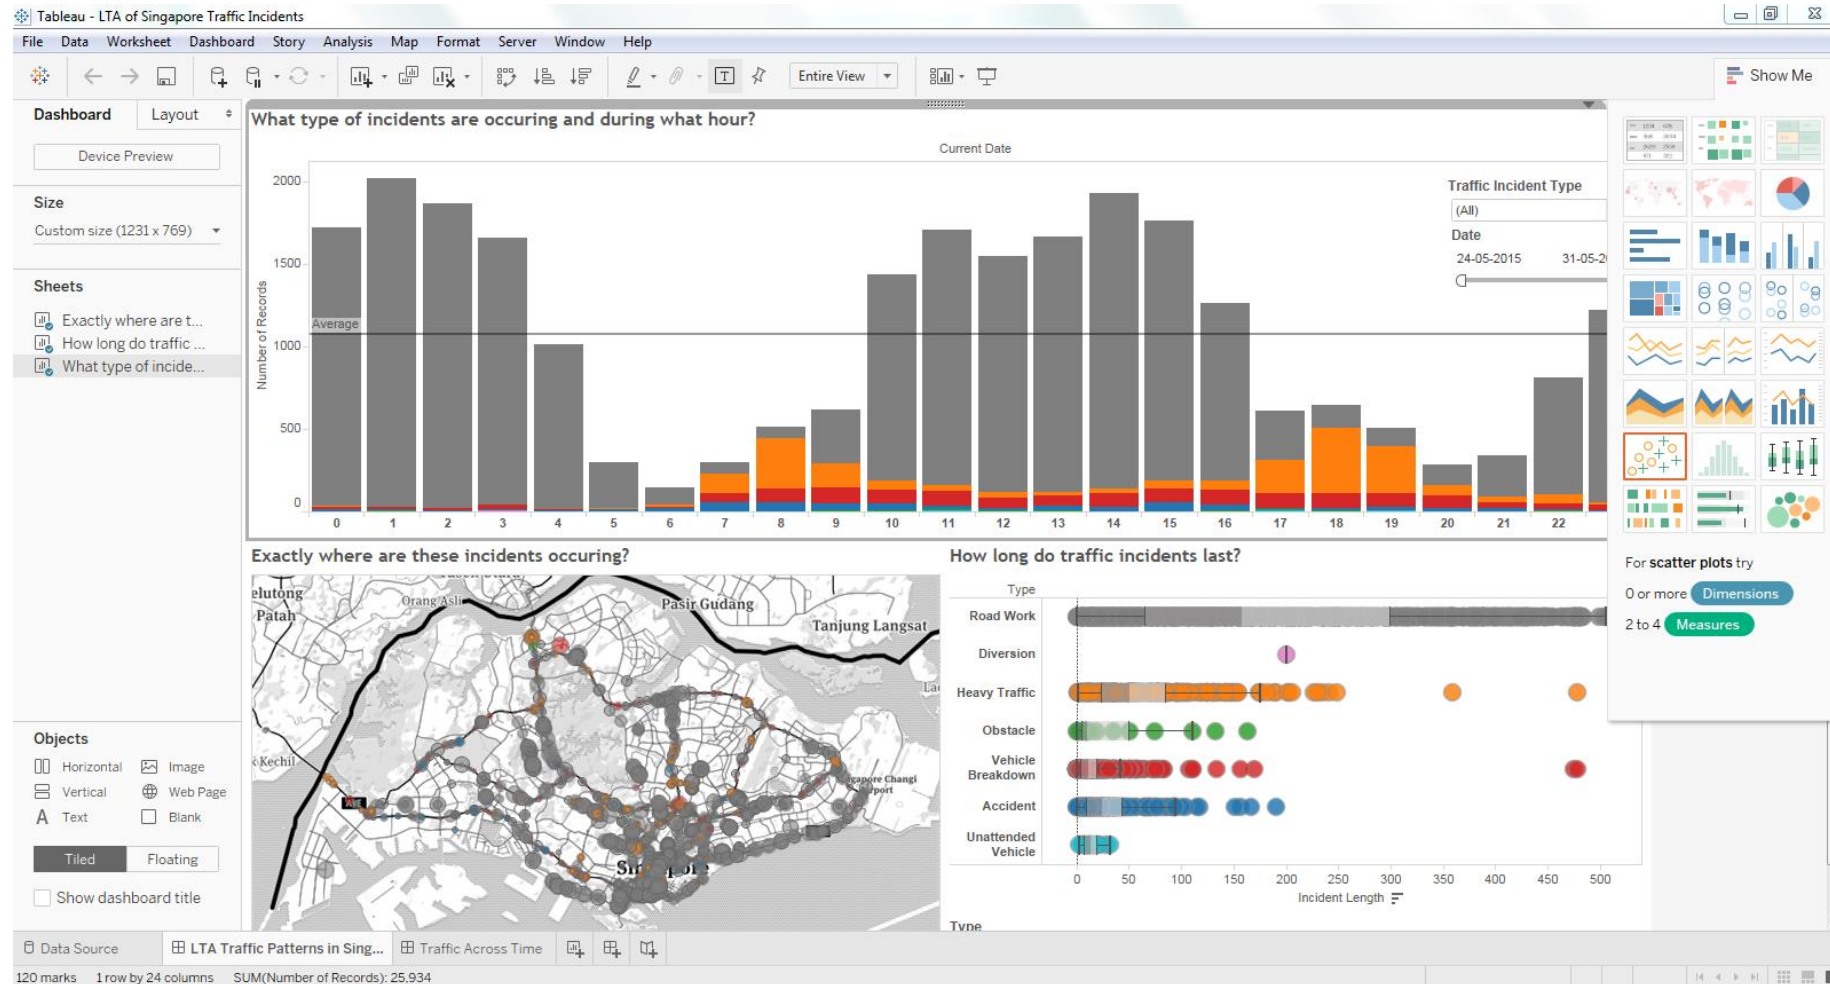 Tableau - LTA of Singapore Traffic Incidents
File Data Worksheet Dashboard Story Analysis Map Format Server Window Help
T Entire View Show Me
Dashboard Layout
Device Preview
Size
Custom size (1231 x 769)
Sheets
Exactly where are t...
How long do traffic ...
What type of incide...
Objects
Horizontal Image
Vertical Web Page
A Text Blank
Tiled Floating
Show dashboard title
What type of incidents are occuring and during what hour?
Current Date
Number of Records
2000
1500
1000
500
0
Average
0 1 2 3 4 5 6 7 8 9 10 11 12 13 14 15 16 17 18 19 20 21 22
Traffic Incident Type
(All)
Date
24-05-2015 31-05-20
Exactly where are these incidents occuring?
elutong
Patah
Orang Asli
Pasir Gudang
Tanjung Langsat
Kechil
Singapore
How long do traffic incidents last?
Type
Road Work
Diversion
Heavy Traffic
Obstacle
Vehicle
Breakdown
Accident
Unattended
Vehicle
0 50 100 150 200 250 300 350 400 450 500
Incident Length
Type
For scatter plots try
0 or more Dimensions
2 to 4 Measures
Data Source LTA Traffic Patterns in Sing... Traffic Across Time
120 marks 1 row by 24 columns SUM(Number of Records): 25,934